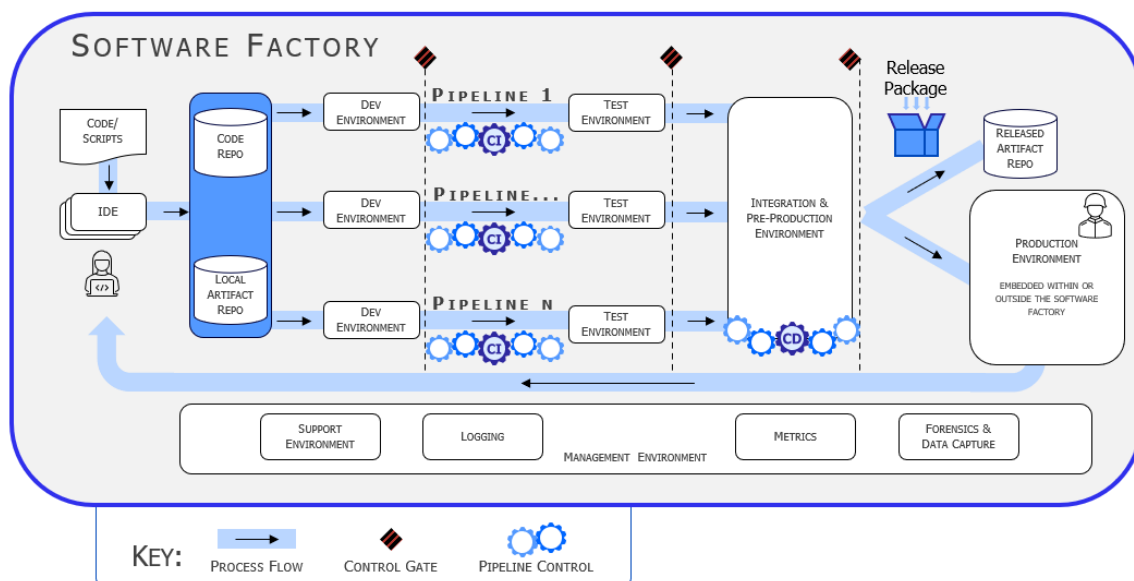 SOFTWARE FACTORY
CODE/
SCRIPTS
IDE
CODE
REPO
LOCAL
ARTIFACT
REPO
DEV
ENVIRONMENT
PIPELINE 1
CI
TEST
ENVIRONMENT
DEV
ENVIRONMENT
PIPELINE...
CI
TEST
ENVIRONMENT
DEV
ENVIRONMENT
PIPELINE N
CI
TEST
ENVIRONMENT
INTEGRATION &
PRE-PRODUCTION
ENVIRONMENT
CD
Release
Package
RELEASED
ARTIFACT
REPO
PRODUCTION
ENVIRONMENT
EMBEDDED WITHIN OR
OUTSIDE THE SOFTWARE
FACTORY
SUPPORT
ENVIRONMENT
LOGGING
METRICS
FORENSICS &
DATA CAPTURE
MANAGEMENT ENVIRONMENT
KEY:
PROCESS FLOW
CONTROL GATE
PIPELINE CONTROL